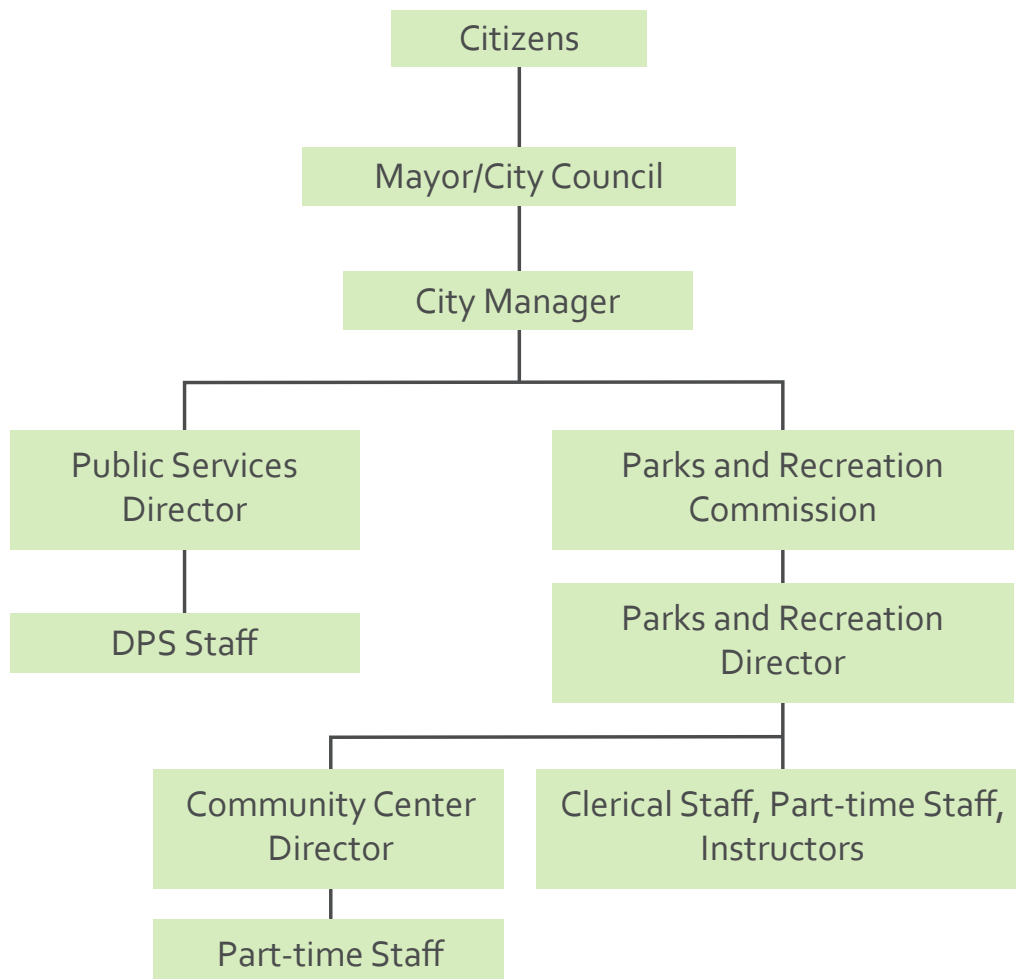 Citizens
Mayor/City Council
City Manager
Public Services
Director
Parks and Recreation
Commission
DPS Staff
Parks and Recreation
Director
Community Center
Director
Clerical Staff, Part-time Staff,
Instructors
Part-time Staff